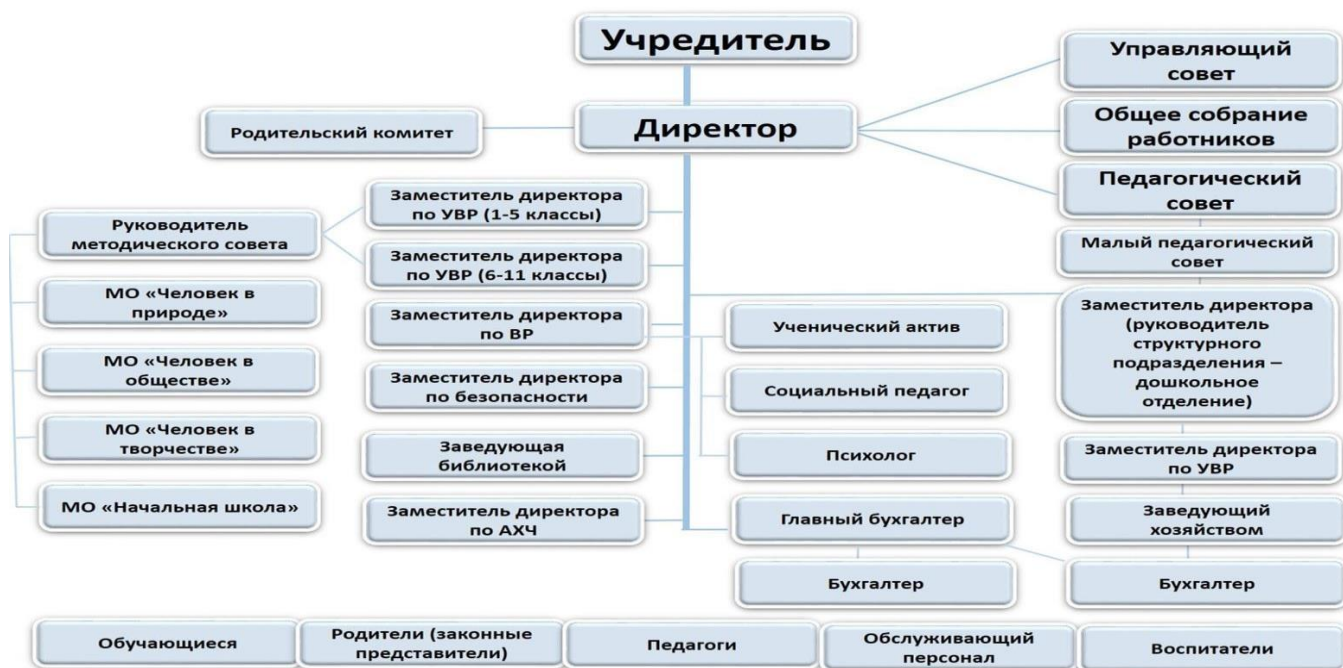 Учредитель
Директор
Родительский комитет
Управляющий
совет
Общее собрание
работников
Педагогический
совет
Малый педагогический
совет
Руководитель
методического совета
МО «Человек в
природе»
МО «Человек в
обществе»
МО «Человек в
творчестве»
МО «Начальная школа»
Заместитель директора
по УВР (1-5 классы)
Заместитель директора
по УВР (6-11 классы)
Заместитель директора
по ВР
Заместитель директора
по безопасности
Заведующая
библиотекой
Заместитель директора
по АХЧ
Ученический актив
Социальный педагог
Психолог
Главный бухгалтер
Бухгалтер
Заместитель директора
(руководитель
структурного
подразделения –
дошкольное
отделение)
Заместитель директора
по УВР
Заведующий
хозяйством
Бухгалтер
Обучающиеся
Родители (законные
представители)
Педагоги
Обслуживающий
персонал
Воспитатели